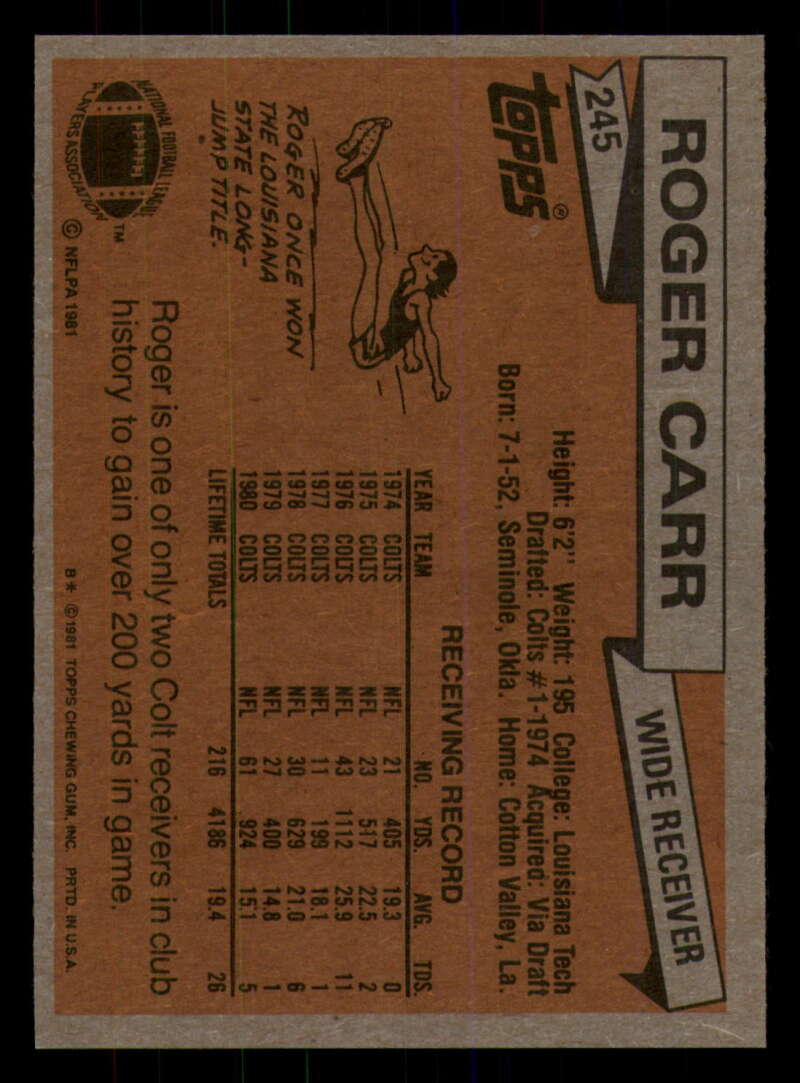 245
ROGER CARR
WIDE RECEIVER
topps®
Height: 6'2" Weight: 195 College: Louisiana Tech
Drafted: Colts #1-1974 Acquired: Via Draft
Born: 7-1-52, Seminole, Okla. Home: Cotton Valley, La.
RECEIVING RECORD
YEAR TEAM NO. YDS. AVG. TDS.
1974 COLTS NFL 21 405 19.3 0
1975 COLTS NFL 23 517 22.5 2
1976 COLTS NFL 43 1112 25.9 11
1977 COLTS NFL 11 199 18.1 1
1978 COLTS NFL 30 629 21.0 6
1979 COLTS NFL 27 400 14.8 1
1980 COLTS NFL 61 924 15.1 5
LIFETIME TOTALS 216 4186 19.4 26
ROGER ONCE WON
THE LOUISIANA
STATE LONG-
JUMP TITLE.
NATIONAL FOOTBALL LEAGUE
PLAYERS ASSOCIATION
TM
© NFLPA 1981
Roger is one of only two Colt receivers in club
history to gain over 200 yards in game.
B* ©1981 TOPPS CHEWING GUM, INC. PRTD. IN U.S.A.